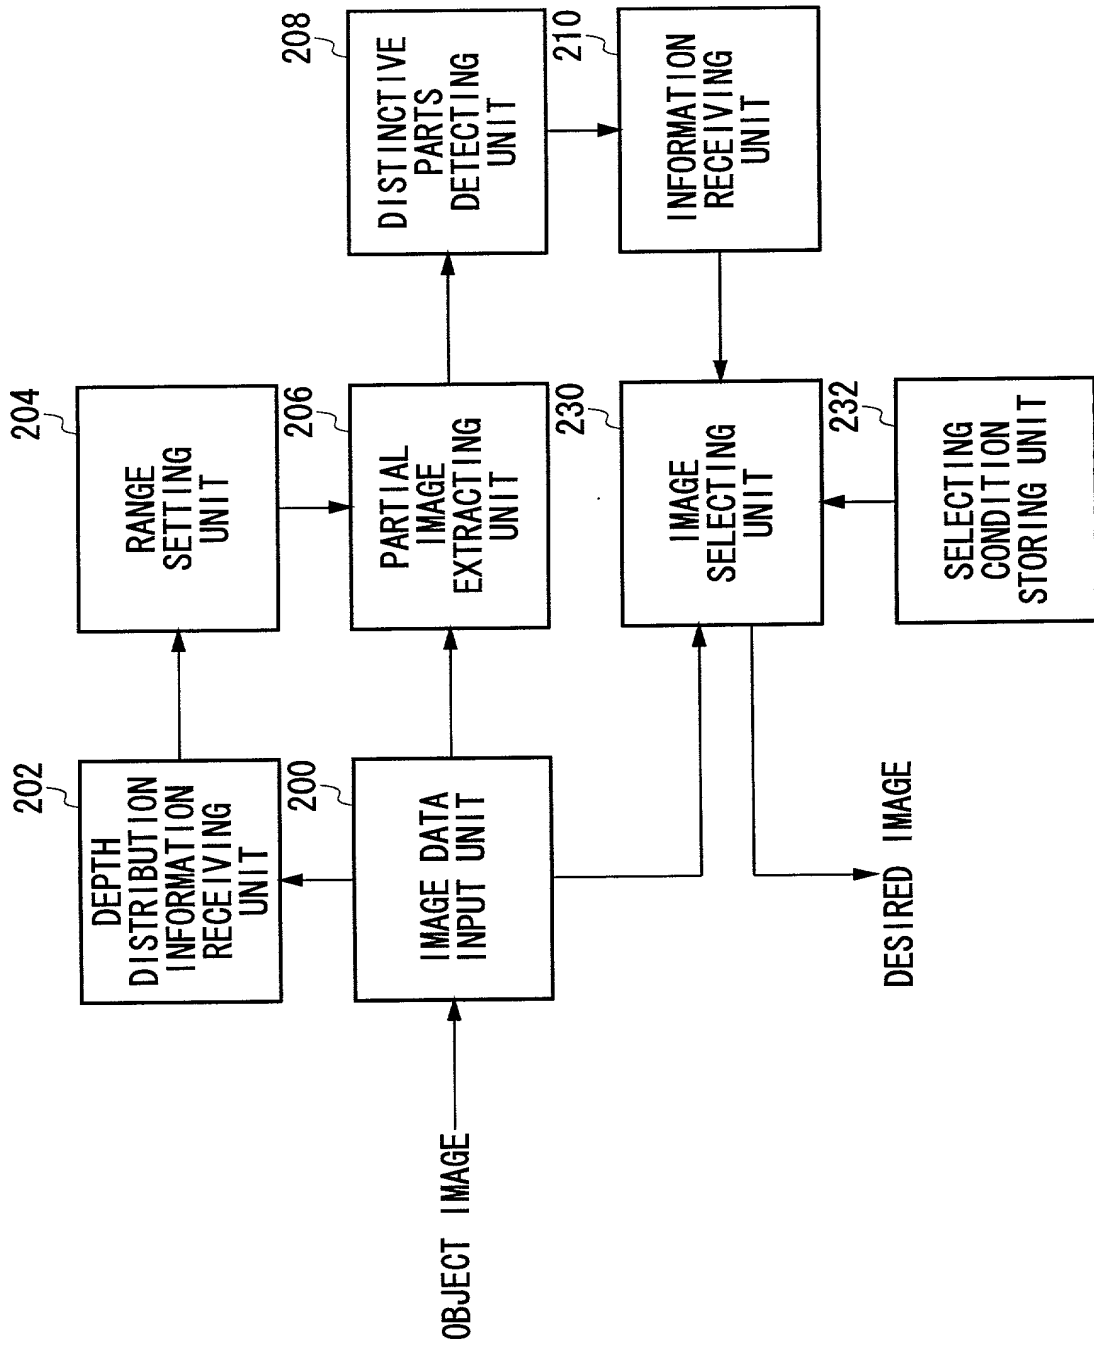 202
DEPTH
DISTRIBUTION
INFORMATION
RECEIVING
UNIT
204
RANGE
SETTING
UNIT
OBJECT IMAGE
200
IMAGE DATA
INPUT UNIT
206
PARTIAL
IMAGE
EXTRACTING
UNIT
208
DISTINCTIVE
PARTS
DETECTING
UNIT
230
IMAGE
SELECTING
UNIT
210
INFORMATION
RECEIVING
UNIT
DESIRED IMAGE
232
SELECTING
CONDITION
STORING UNIT